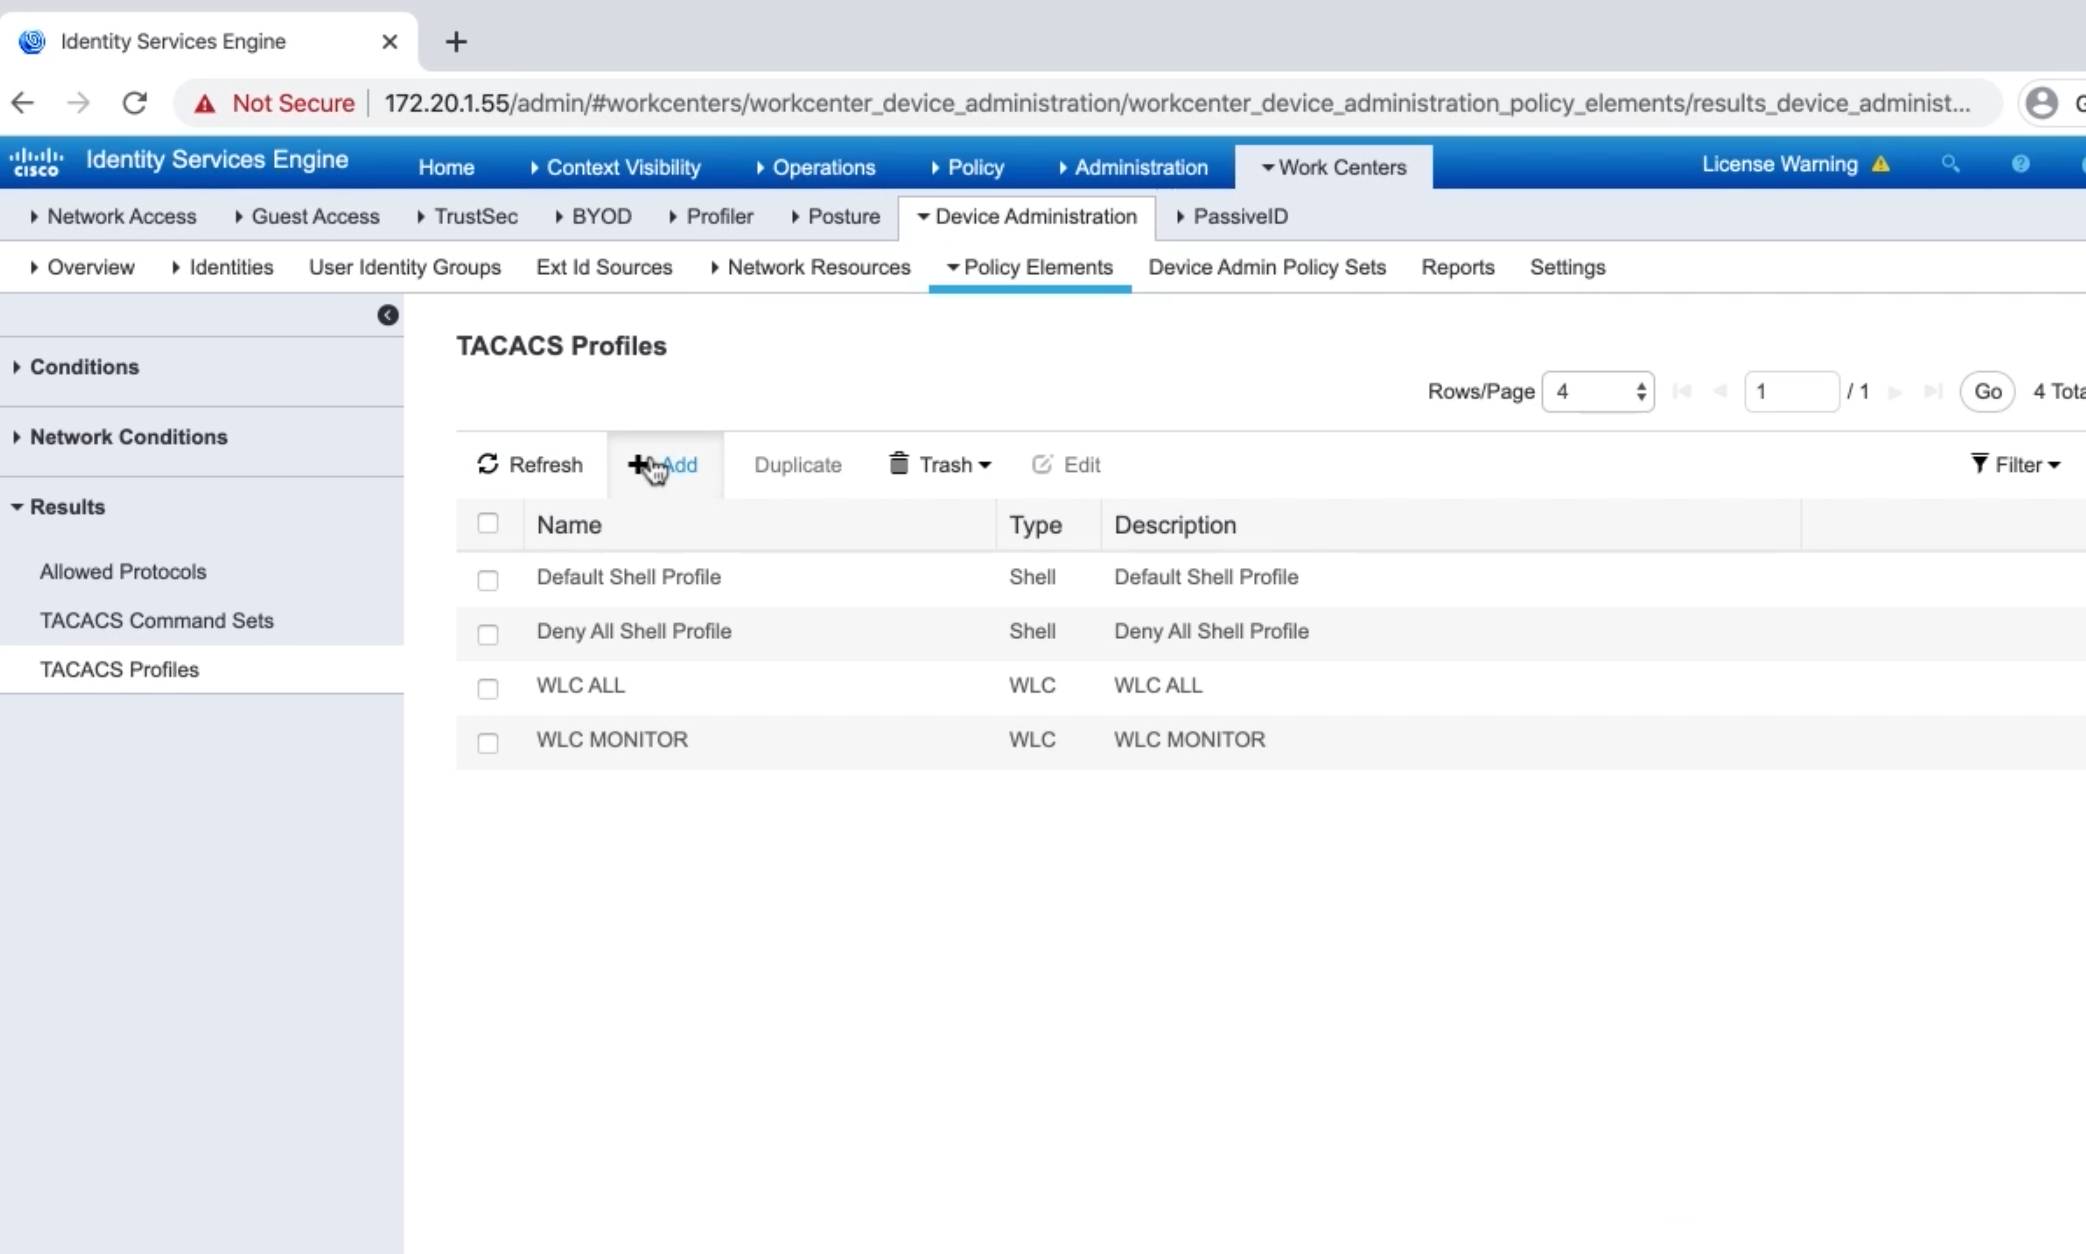 Identity Services Engine
Not Secure 172.20.1.55/admin/#workcenters/workcenter_device_administration/workcenter_device_administration_policy_elements/results_device_administ...
CISCO Identity Services Engine Home Context Visibility Operations Policy Administration Work Centers License Warning
Network Access Guest Access TrustSec BYOD Profiler Posture Device Administration PassiveID
Overview Identities User Identity Groups Ext Id Sources Network Resources Policy Elements Device Admin Policy Sets Reports Settings
Conditions
Network Conditions
Results
Allowed Protocols
TACACS Command Sets
TACACS Profiles
TACACS Profiles
Rows/Page 4 1 / 1 Go 4 Tota
Refresh Add Duplicate Trash Edit Filter
Name Type Description
Default Shell Profile Shell Default Shell Profile
Deny All Shell Profile Shell Deny All Shell Profile
WLC ALL WLC WLC ALL
WLC MONITOR WLC WLC MONITOR